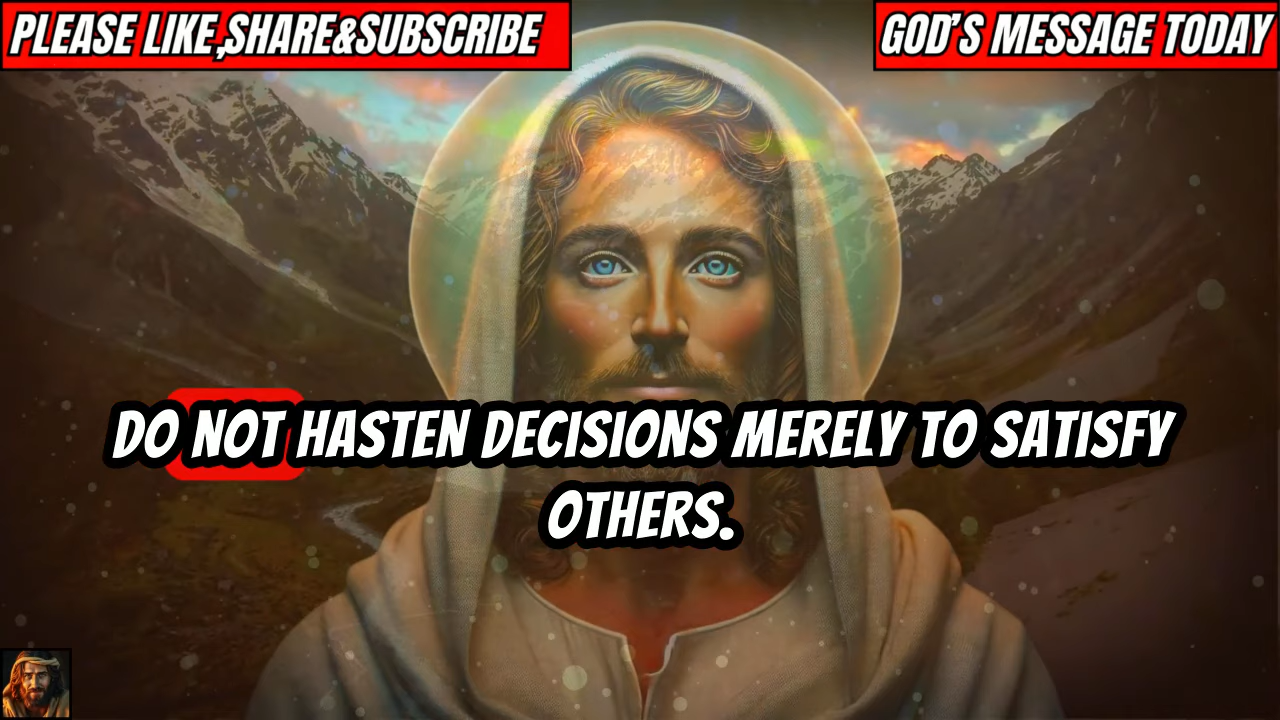 PLEASE LIKE,SHARE&SUBSCRIBE
GOD'S MESSAGE TODAY
DO NOT HASTEN DECISIONS MERELY TO SATISFY
OTHERS.